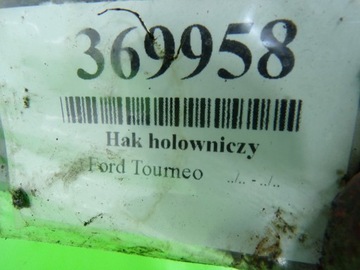 369958
Hak holowniczy
Ford Tourneo ../.. - ../..